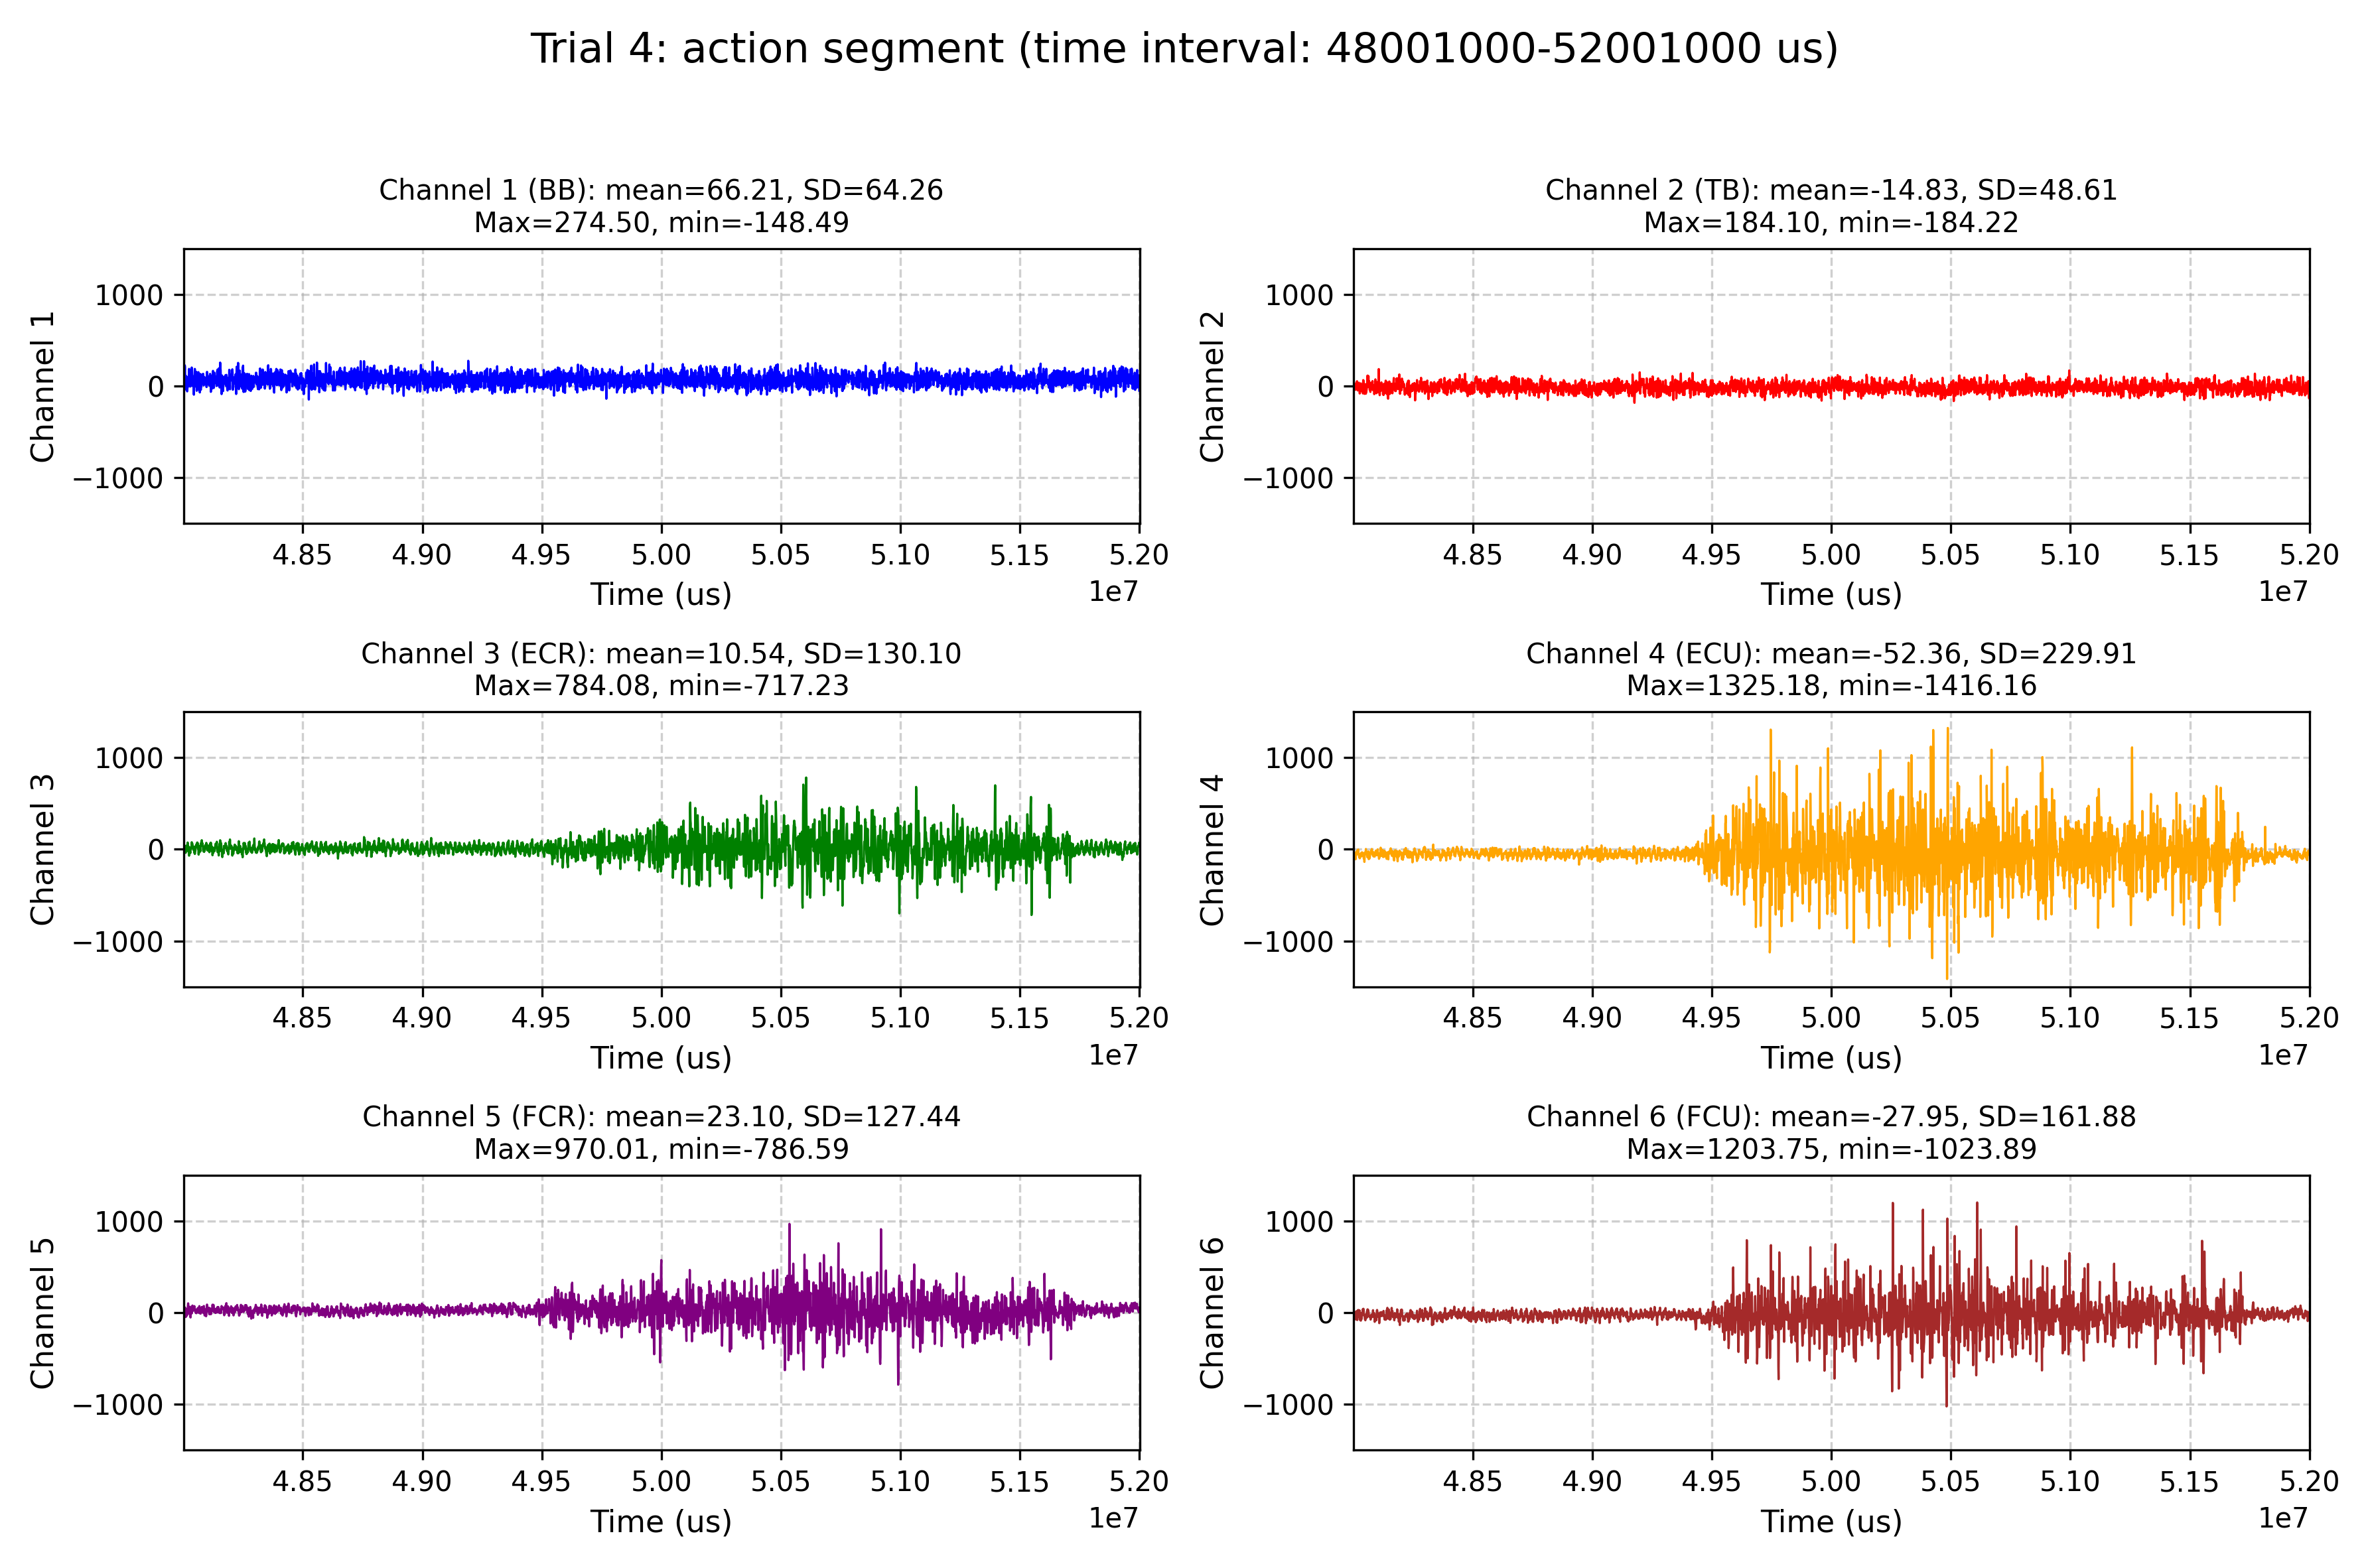 Trial 4: action segment (time interval: 48001000-52001000 us)
Channel 1 (BB): mean=66.21, SD=64.26
Max=274.50, min=-148.49
1000
0
−1000
Channel 1
4.85 4.90 4.95 5.00 5.05 5.10 5.15 5.20
1e7
Time (us)
Channel 2 (TB): mean=-14.83, SD=48.61
Max=184.10, min=-184.22
1000
0
−1000
Channel 2
4.85 4.90 4.95 5.00 5.05 5.10 5.15 5.20
1e7
Time (us)
Channel 3 (ECR): mean=10.54, SD=130.10
Max=784.08, min=-717.23
1000
0
−1000
Channel 3
4.85 4.90 4.95 5.00 5.05 5.10 5.15 5.20
1e7
Time (us)
Channel 4 (ECU): mean=-52.36, SD=229.91
Max=1325.18, min=-1416.16
1000
0
−1000
Channel 4
4.85 4.90 4.95 5.00 5.05 5.10 5.15 5.20
1e7
Time (us)
Channel 5 (FCR): mean=23.10, SD=127.44
Max=970.01, min=-786.59
1000
0
−1000
Channel 5
4.85 4.90 4.95 5.00 5.05 5.10 5.15 5.20
1e7
Time (us)
Channel 6 (FCU): mean=-27.95, SD=161.88
Max=1203.75, min=-1023.89
1000
0
−1000
Channel 6
4.85 4.90 4.95 5.00 5.05 5.10 5.15 5.20
1e7
Time (us)